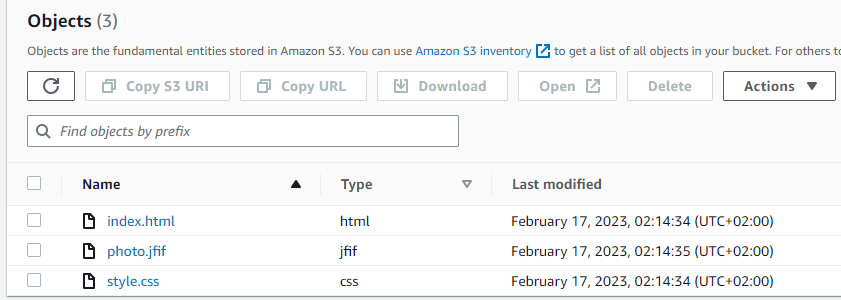 Objects (3)
Objects are the fundamental entities stored in Amazon S3. You can use Amazon S3 inventory to get a list of all objects in your bucket. For others to
Copy S3 URI Copy URL Download Open Delete Actions
Find objects by prefix
Name Type Last modified
index.html html February 17, 2023, 02:14:34 (UTC+02:00)
photo.jfif jfif February 17, 2023, 02:14:35 (UTC+02:00)
style.css css February 17, 2023, 02:14:34 (UTC+02:00)